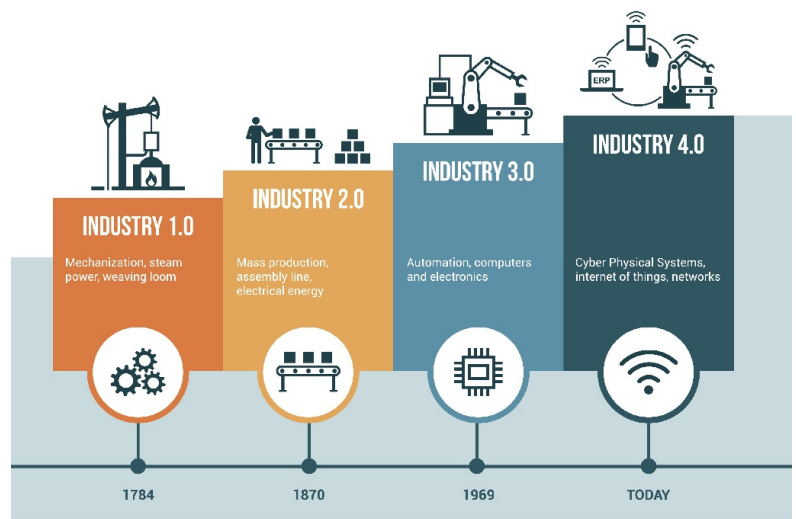 ERP
INDUSTRY 1.0
Mechanization, steam
power, weaving loom
1784
INDUSTRY 2.0
Mass production,
assembly line,
electrical energy
1870
INDUSTRY 3.0
Automation, computers
and electronics
1969
INDUSTRY 4.0
Cyber Physical Systems,
internet of things, networks
TODAY